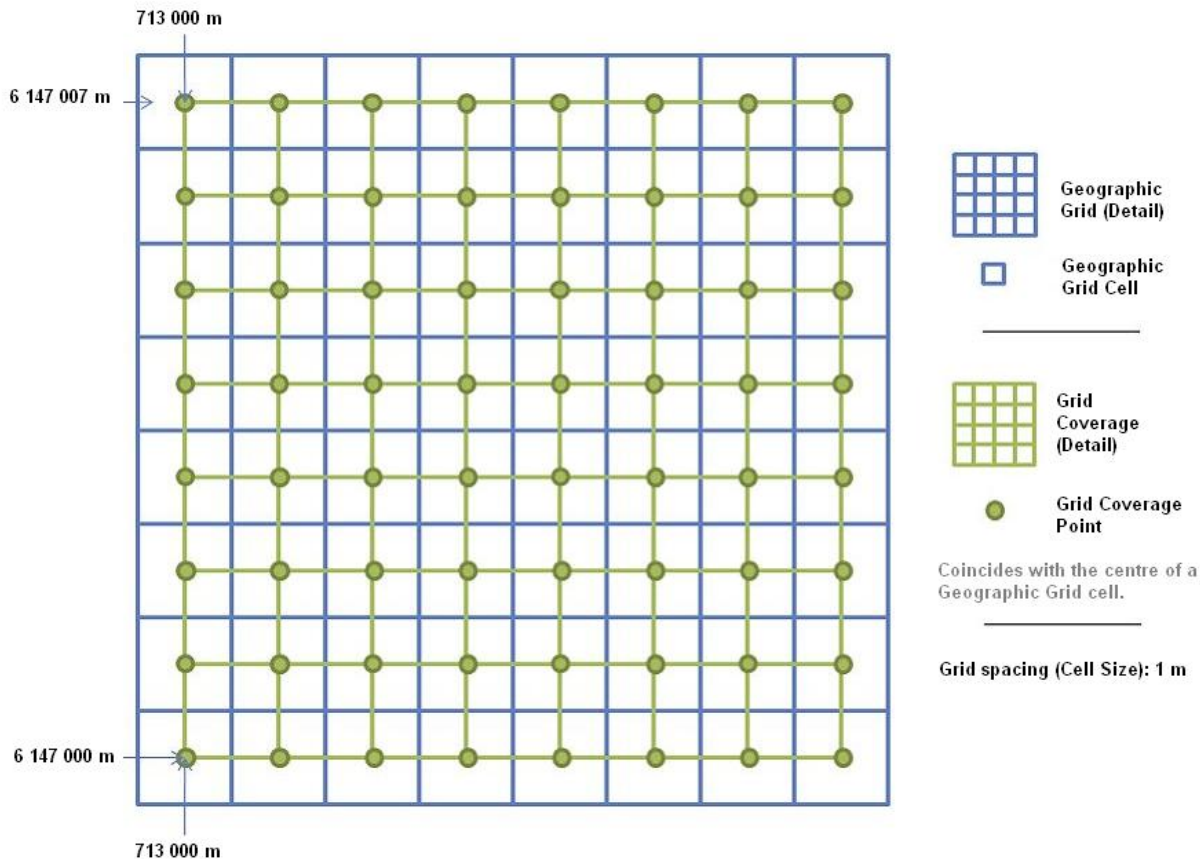 713 000 m
6 147 007 m
Geographic
Grid (Detail)
Geographic
Grid Cell
Grid
Coverage
(Detail)
Grid Coverage
Point
Coincides with the centre of a
Geographic Grid cell.
Grid spacing (Cell Size): 1 m
6 147 000 m
713 000 m